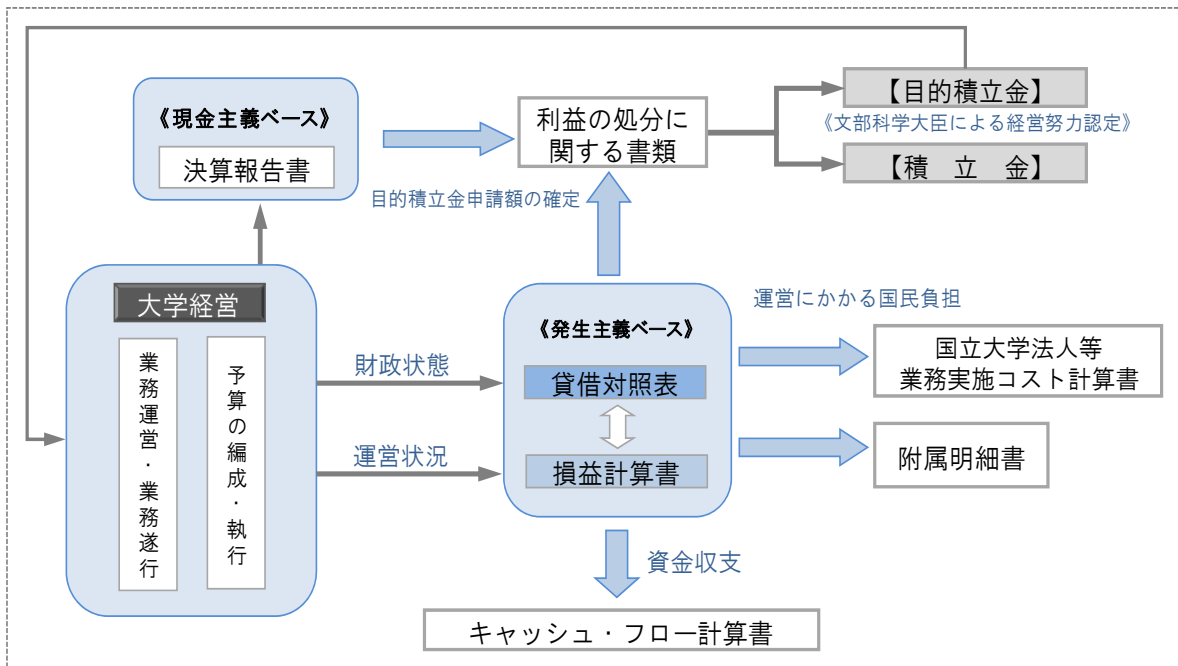 《現金主義ベース》
決算報告書
利益の処分に
関する書類
【目的積立金】
《文部科学大臣による経営努力認定》
【積　立　金】
目的積立金申請額の確定
大学経営
業務運営・業務遂行
予算の編成・執行
財政状態
運営状況
《発生主義ベース》
貸借対照表
損益計算書
運営にかかる国民負担
国立大学法人等
業務実施コスト計算書
附属明細書
資金収支
キャッシュ・フロー計算書